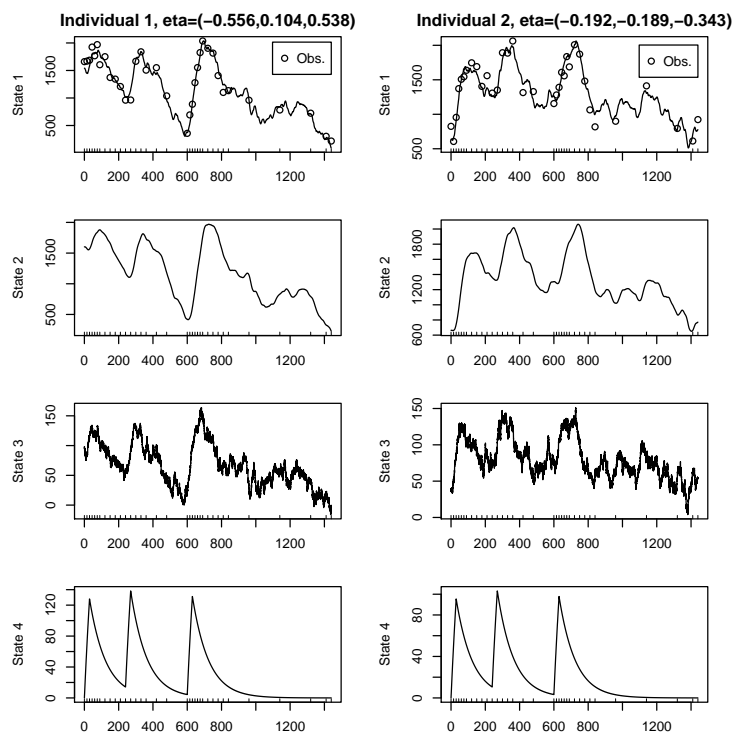 Individual 1, eta=(−0.556,0.104,0.538)
State 1
500 1500
Obs.
0 200 400 600 800 1200
Individual 2, eta=(−0.192,−0.189,−0.343)
State 1
500 1500
Obs.
0 200 400 600 800 1200
State 2
500 1500
0 200 400 600 800 1200
State 2
600 1200 1800
0 200 400 600 800 1200
State 3
0 50 150
0 200 400 600 800 1200
State 3
0 50 100 150
0 200 400 600 800 1200
State 4
0 40 80 120
0 200 400 600 800 1200
State 4
0 40 80
0 200 400 600 800 1200